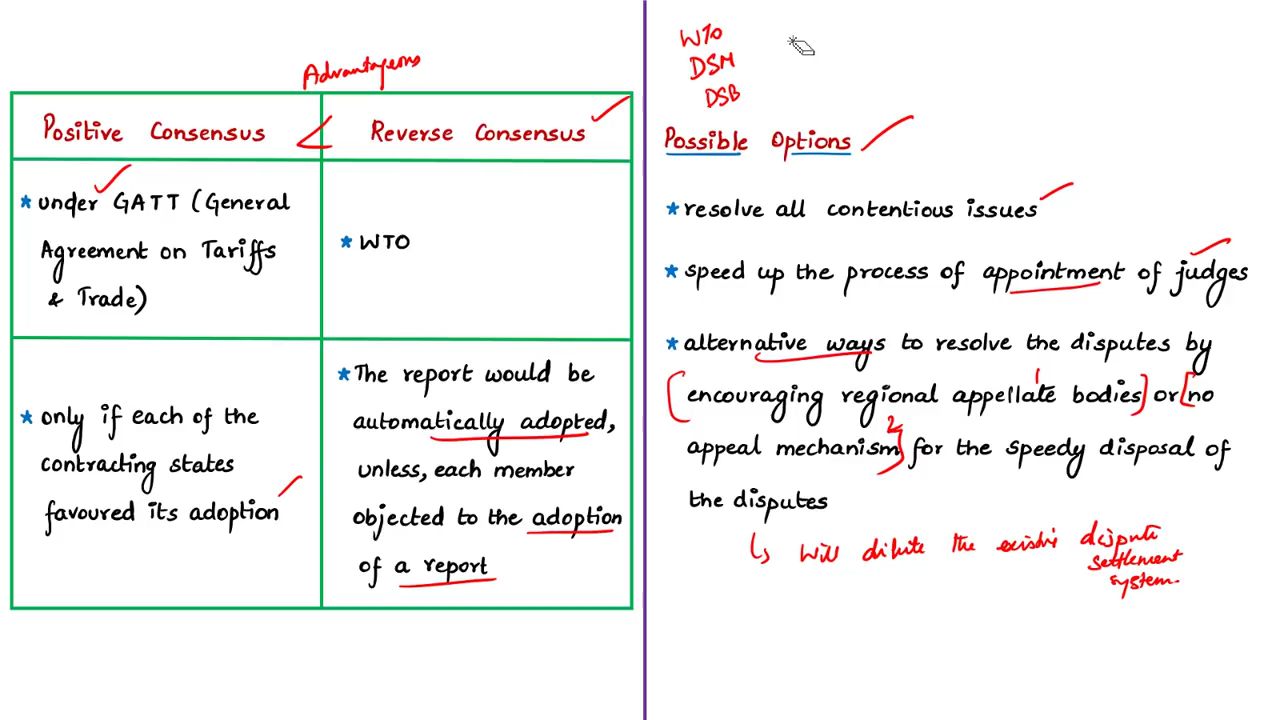 Advantageous
Positive Consensus < Reverse Consensus
* under GATT (General
Agreement on Tariffs
& Trade)
* WTO
* only if each of the
contracting states
favoured its adoption
* The report would be
automatically adopted,
unless, each member
objected to the adoption
of a report
WTO
DSM
DSB
Possible Options
* resolve all contentious issues
* speed up the process of appointment of judges
* alternative ways to resolve the disputes by
[encouraging regional appellate bodies] or [no
1
appeal mechanism] for the speedy disposal of
2
the disputes
↳ will dilute the existing dispute
settlement
system.